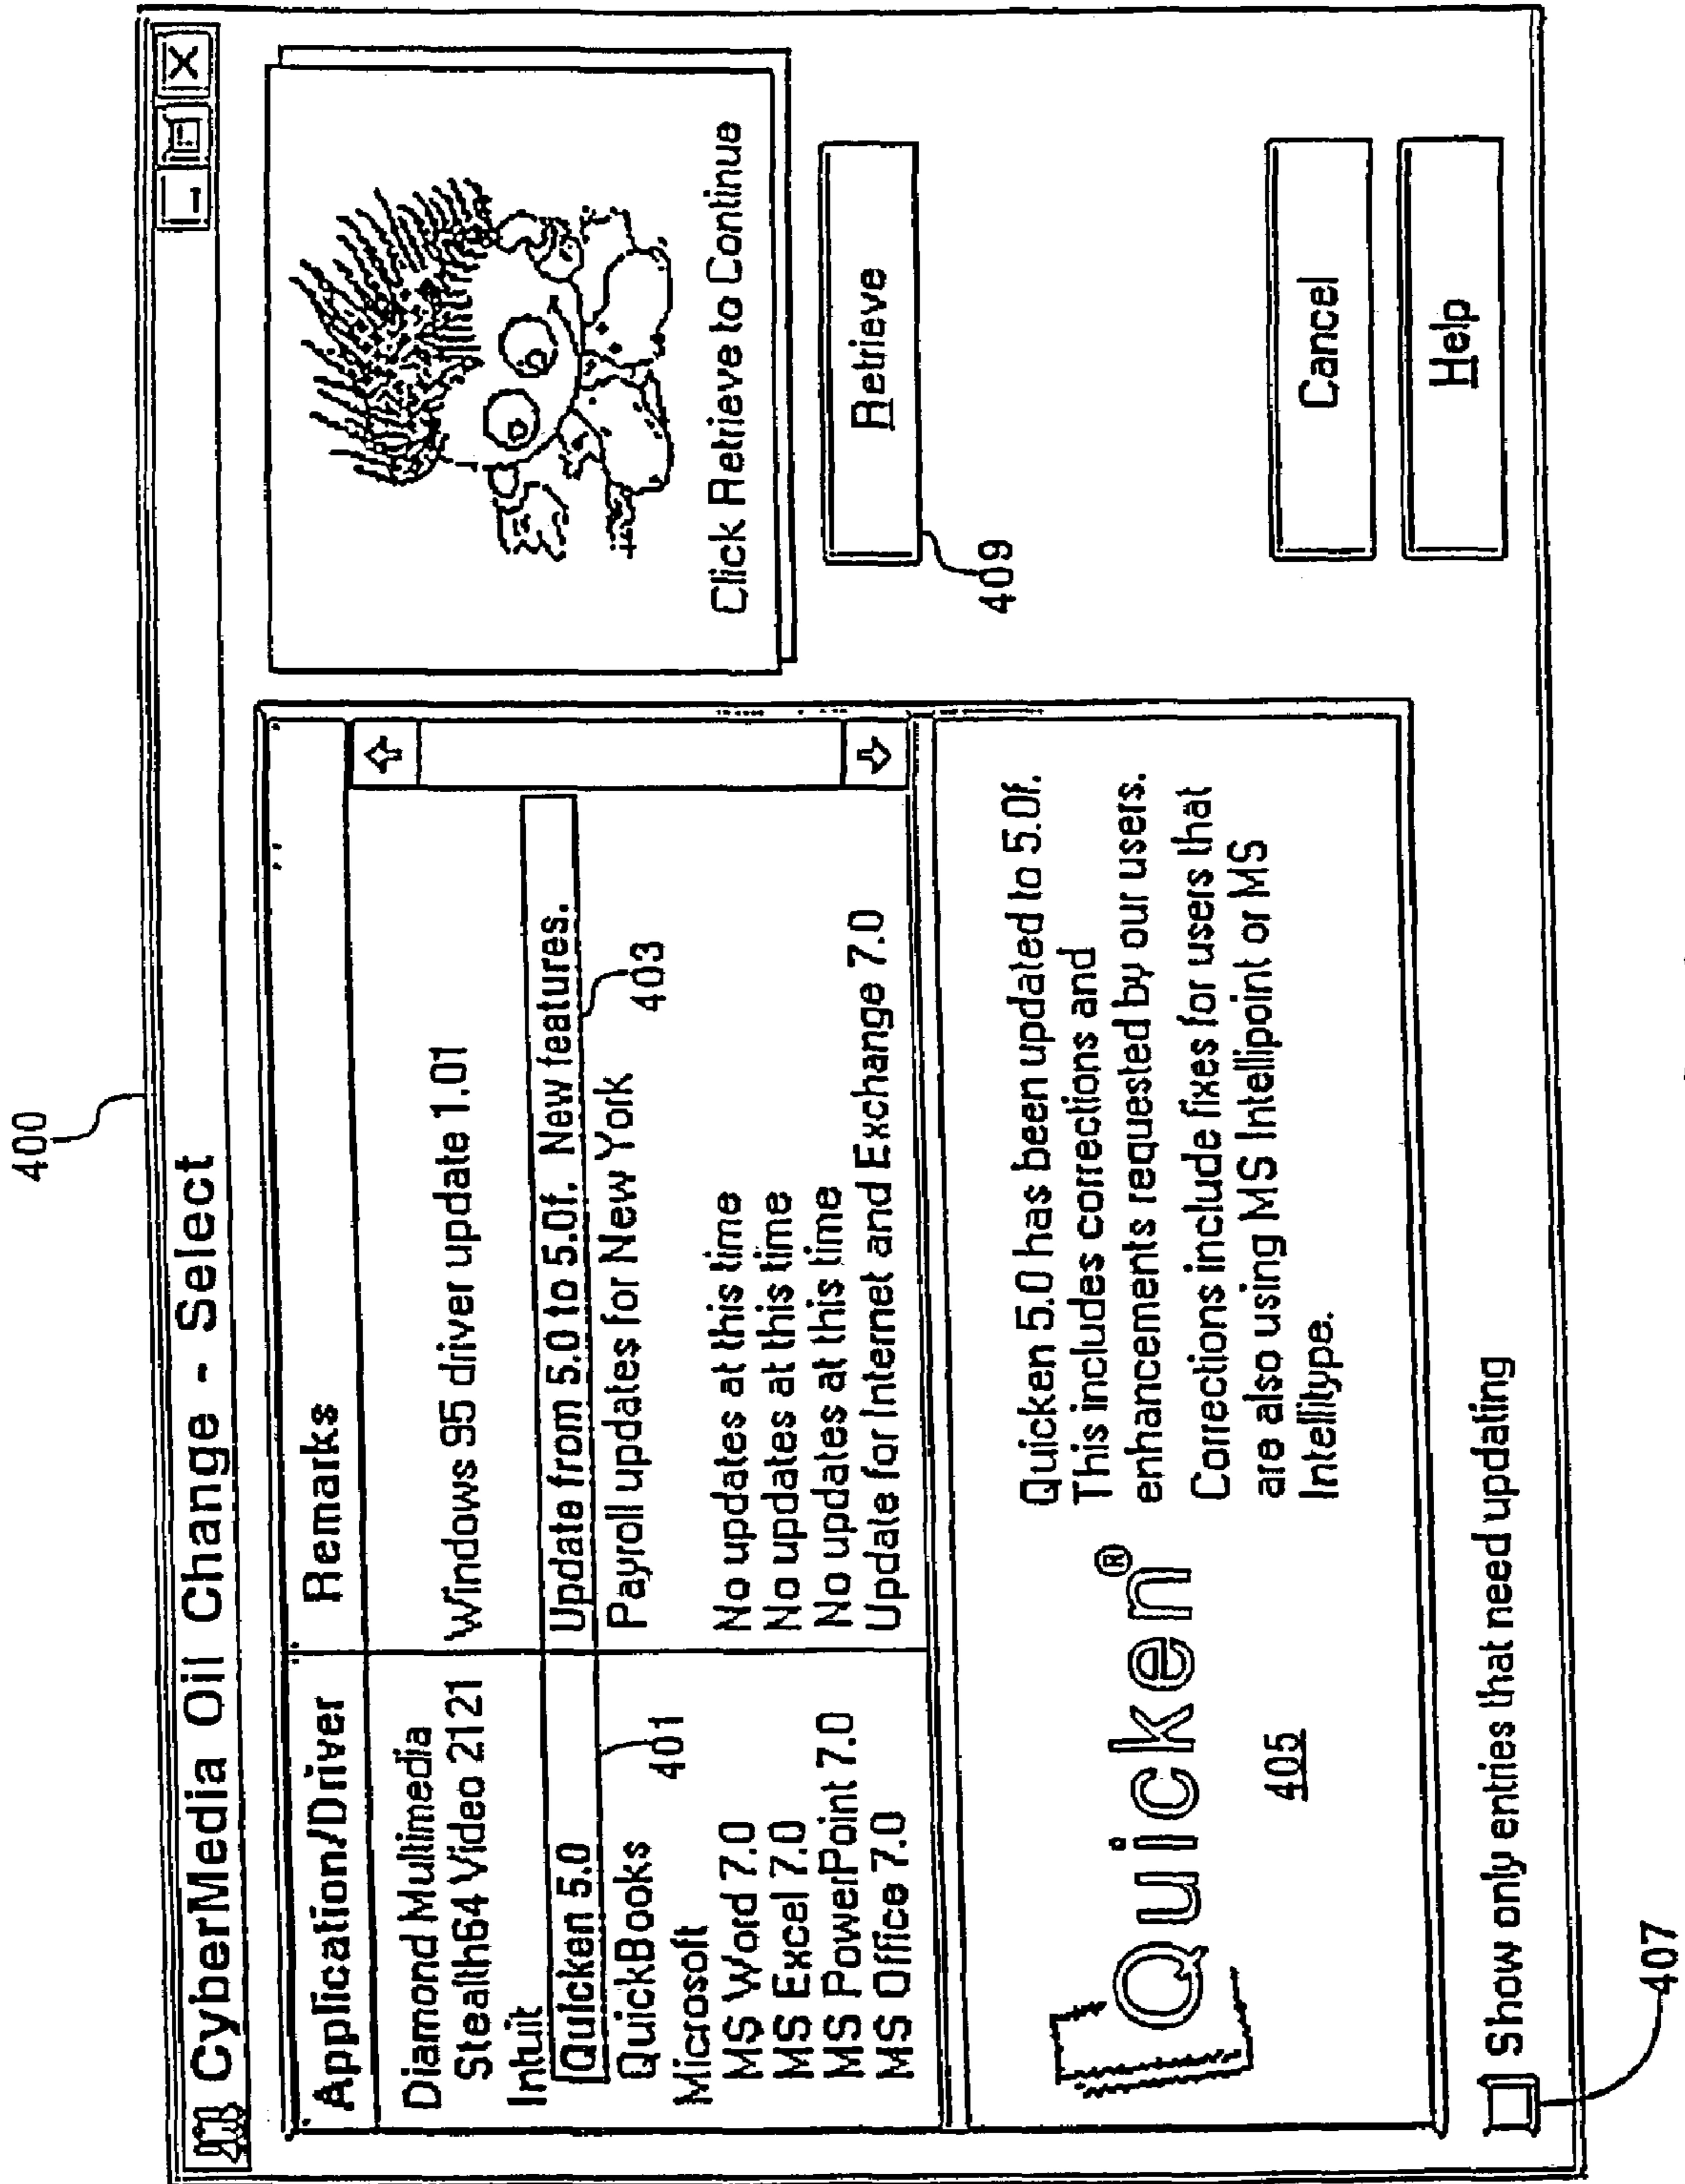 400
CyberMedia Oil Change - Select
Application/Driver Remarks
Diamond Multimedia
Stealth64 Video 2121 Windows 95 driver update 1.01
Intuit
Quicken 5.0 Update from 5.0 to 5.0f. New features.
QuickBooks Payroll updates for New York
401
403
Microsoft
MS Word 7.0 No updates at this time
MS Excel 7.0 No updates at this time
MS PowerPoint 7.0 No updates at this time
MS Office 7.0 Update for Internet and Exchange 7.0
Quicken®
405
Quicken 5.0 has been updated to 5.0f.
This includes corrections and
enhancements requested by our users.
Corrections include fixes for users that
are also using MS Intellipoint or MS
Intellitype.
Show only entries that need updating
407
Click Retrieve to Continue
Retrieve
409
Cancel
Help